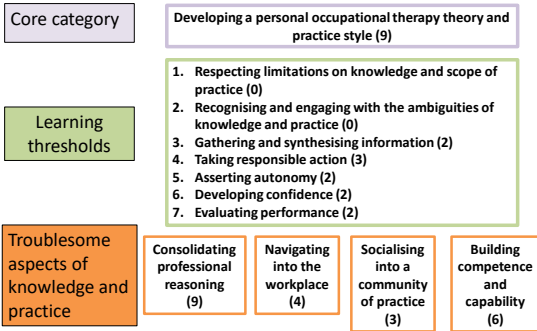 Core category
Developing a personal occupational therapy theory and
practice style (9)
Learning
thresholds
1. Respecting limitations on knowledge and scope of
practice (0)
2. Recognising and engaging with the ambiguities of
knowledge and practice (0)
3. Gathering and synthesising information (2)
4. Taking responsible action (3)
5. Asserting autonomy (2)
6. Developing confidence (2)
7. Evaluating performance (2)
Troublesome
aspects of
knowledge and
practice
Consolidating
professional
reasoning
(9)
Navigating
into the
workplace
(4)
Socialising
into a
community
of practice
(3)
Building
competence
and
capability
(6)